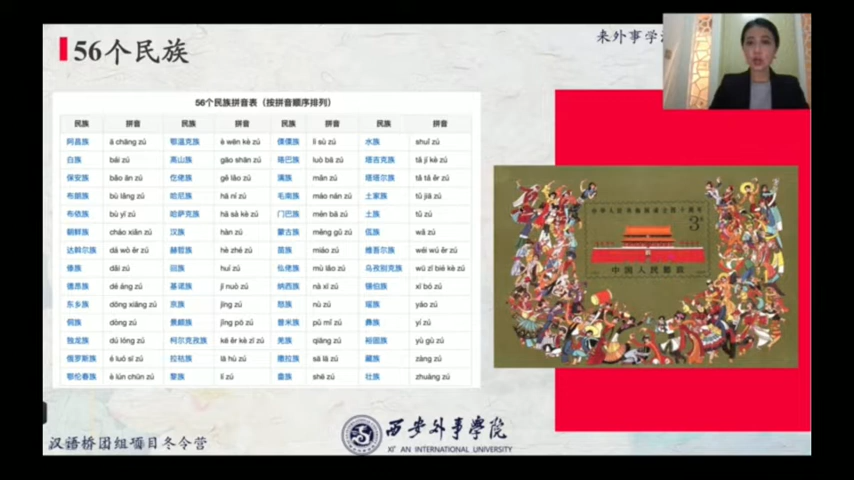 56个民族
来外事学
56个民族拼音表（按拼音顺序排列）
民族 拼音 民族 拼音 民族 拼音 民族 拼音
阿昌族 ā chāng zú 鄂温克族 è wēn kè zú 傈僳族 lì sù zú 水族 shuǐ zú
白族 bái zú 高山族 gāo shān zú 珞巴族 luò bā zú 塔吉克族 tǎ jí kè zú
保安族 bǎo ān zú 仡佬族 gē lǎo zú 满族 mǎn zú 塔塔尔族 tǎ tǎ ěr zú
布朗族 bù lǎng zú 哈尼族 hā ní zú 毛南族 máo nán zú 土家族 tǔ jiā zú
布依族 bù yī zú 哈萨克族 hā sà kè zú 门巴族 mén bā zú 土族 tǔ zú
朝鲜族 cháo xiǎn zú 汉族 hàn zú 蒙古族 měng gǔ zú 佤族 wǎ zú
达斡尔族 dá wò ěr zú 赫哲族 hè zhé zú 苗族 miáo zú 维吾尔族 wéi wú ěr zú
傣族 dǎi zú 回族 huí zú 仫佬族 mù lǎo zú 乌孜别克族 wū zī bié kè zú
德昂族 dé áng zú 基诺族 jī nuò zú 纳西族 nà xī zú 锡伯族 xī bó zú
东乡族 dōng xiāng zú 京族 jīng zú 怒族 nù zú 瑶族 yáo zú
侗族 dòng zú 景颇族 jǐng pō zú 普米族 pǔ mǐ zú 彝族 yí zú
独龙族 dú lóng zú 柯尔克孜族 kē ěr kè zī zú 羌族 qiāng zú 裕固族 yù gù zú
俄罗斯族 é luó sī zú 拉祜族 lā hù zú 撒拉族 sā lā zú 藏族 zàng zú
鄂伦春族 è lún chūn zú 黎族 lí zú 畲族 shē zú 壮族 zhuàng zú
中华人民共和国成立四十周年
3
中国人民邮政
汉语桥团组项目冬令营
西安外事学院
XI' AN INTERNATIONAL UNIVERSITY